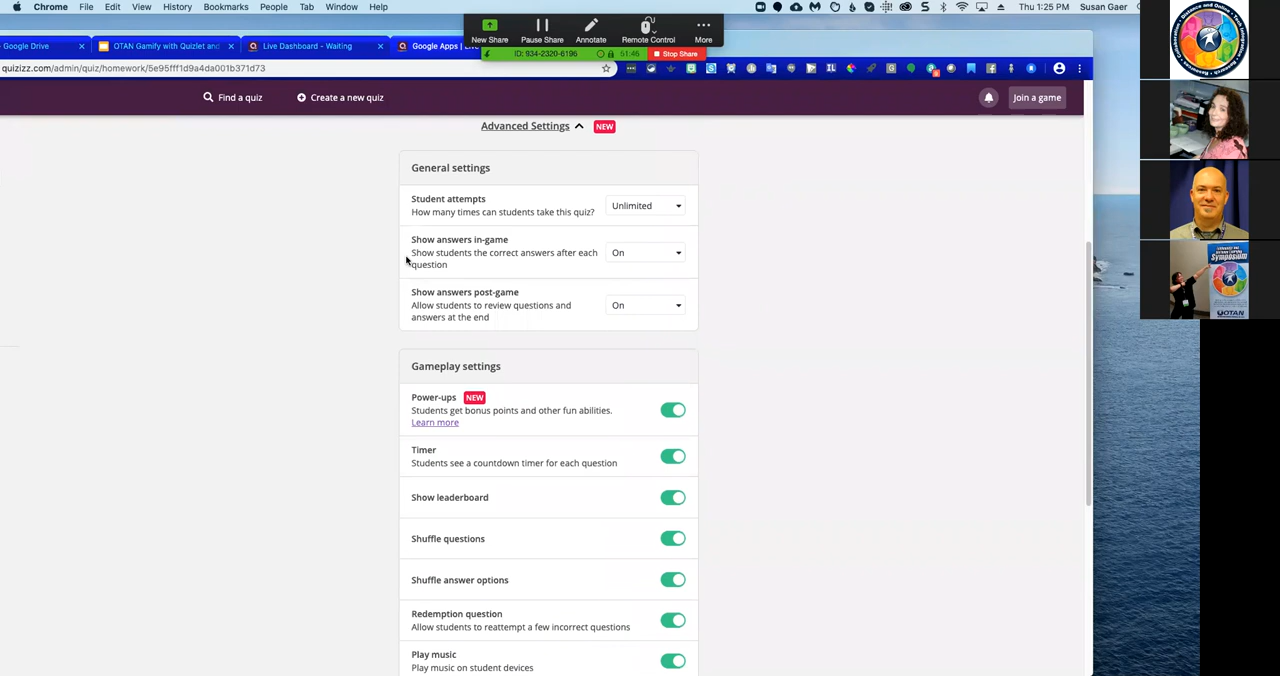 Chrome File Edit View History Bookmarks People Tab Window Help
Thu 1:25 PM Susan Gaer
New Share Pause Share Annotate Remote Control More
ID: 934-2320-6196 51:46 Stop Share
Google Drive OTAN Gamify with Quizlet and Live Dashboard - Waiting Google Apps
quizizz.com/admin/quiz/homework/5e95fff1d9a4da001b371d73
Find a quiz Create a new quiz Join a game
Advanced Settings NEW
General settings
Student attempts
How many times can students take this quiz? Unlimited
Show answers in-game
Show students the correct answers after each On
question
Show answers post-game
Allow students to review questions and On
answers at the end
Gameplay settings
Power-ups NEW
Students get bonus points and other fun abilities.
Learn more
Timer
Students see a countdown timer for each question
Show leaderboard
Shuffle questions
Shuffle answer options
Redemption question
Allow students to reattempt a few incorrect questions
Play music
Play music on student devices
Symposium
OTAN